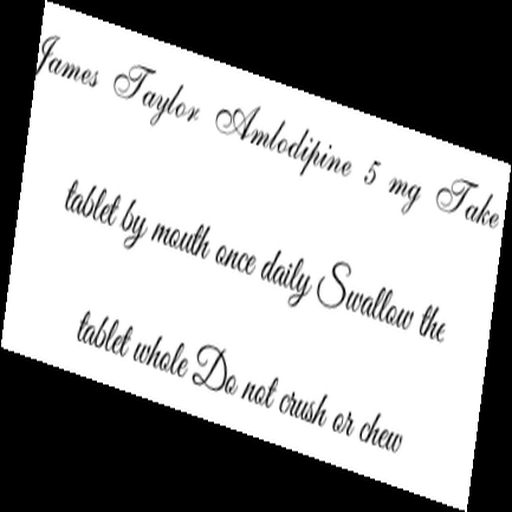 James Taylor Amlodipine 5 mg Take
tablet by mouth once daily Swallow the
tablet whole Do not crush or chew